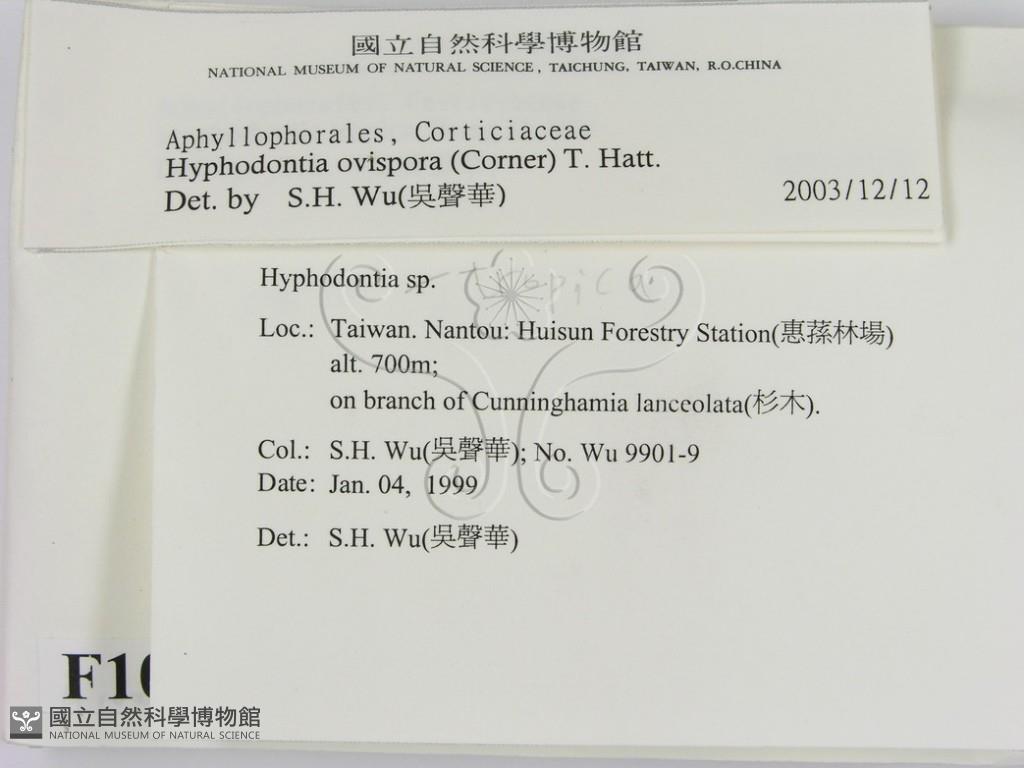 國立自然科學博物館
NATIONAL MUSEUM OF NATURAL SCIENCE, TAICHUNG, TAIWAN, R.O.CHINA
Aphyllophorales, Corticiaceae
Hyphodontia ovispora (Corner) T. Hatt.
Det. by S.H. Wu(吳聲華)
2003/12/12
Hyphodontia sp. tropica
Loc.: Taiwan. Nantou: Huisun Forestry Station(惠蓀林場)
alt. 700m;
on branch of Cunninghamia lanceolata(杉木).
Col.: S.H. Wu(吳聲華); No. Wu 9901-9
Date: Jan. 04, 1999
Det.: S.H. Wu(吳聲華)
國立自然科學博物館
NATIONAL MUSEUM OF NATURAL SCIENCE